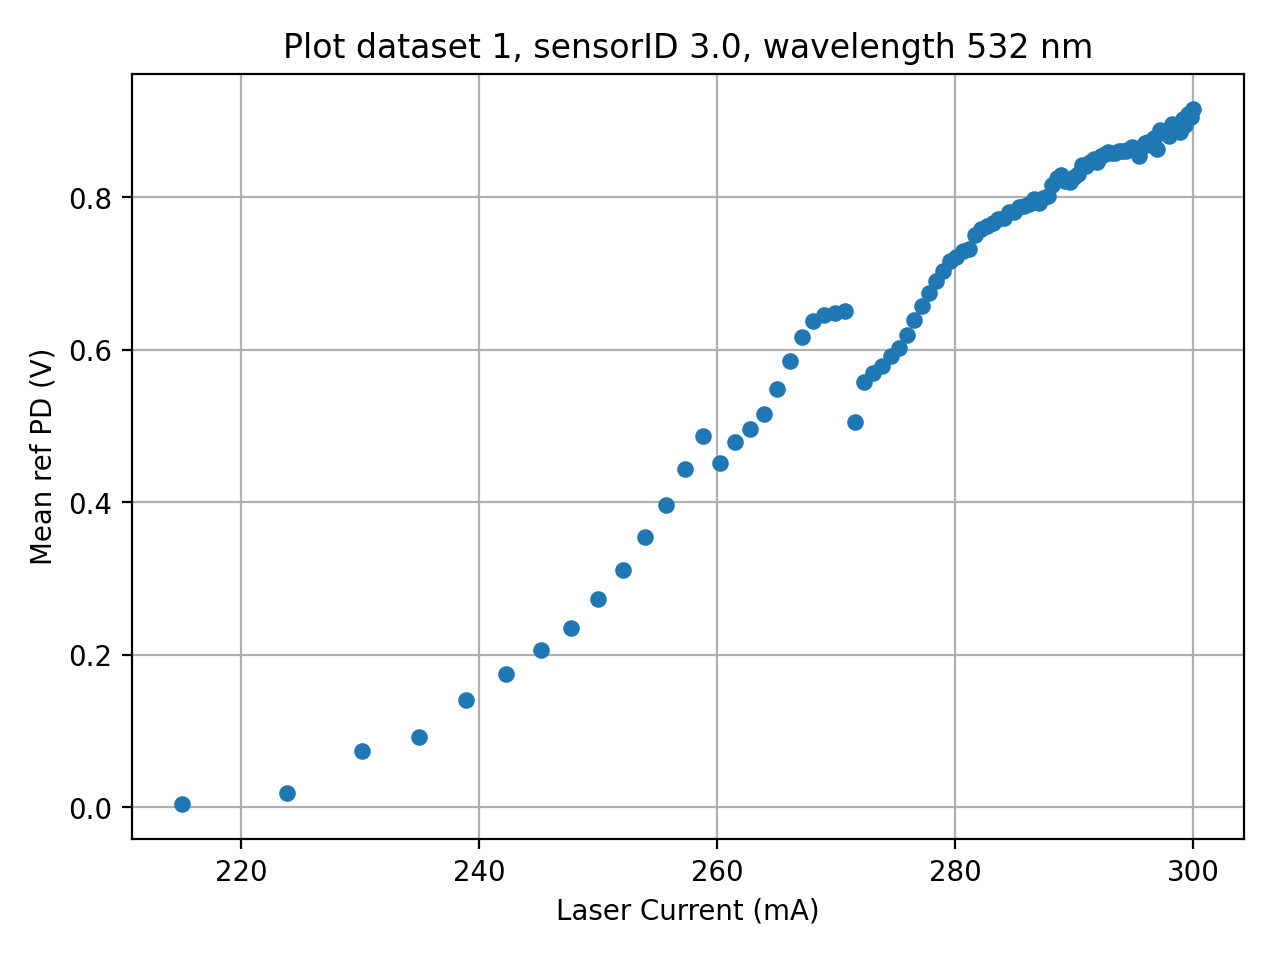 Plot dataset 1, sensorID 3.0, wavelength 532 nm
Mean ref PD (V)
0.8
0.6
0.4
0.2
0.0
220 240 260 280 300
Laser Current (mA)